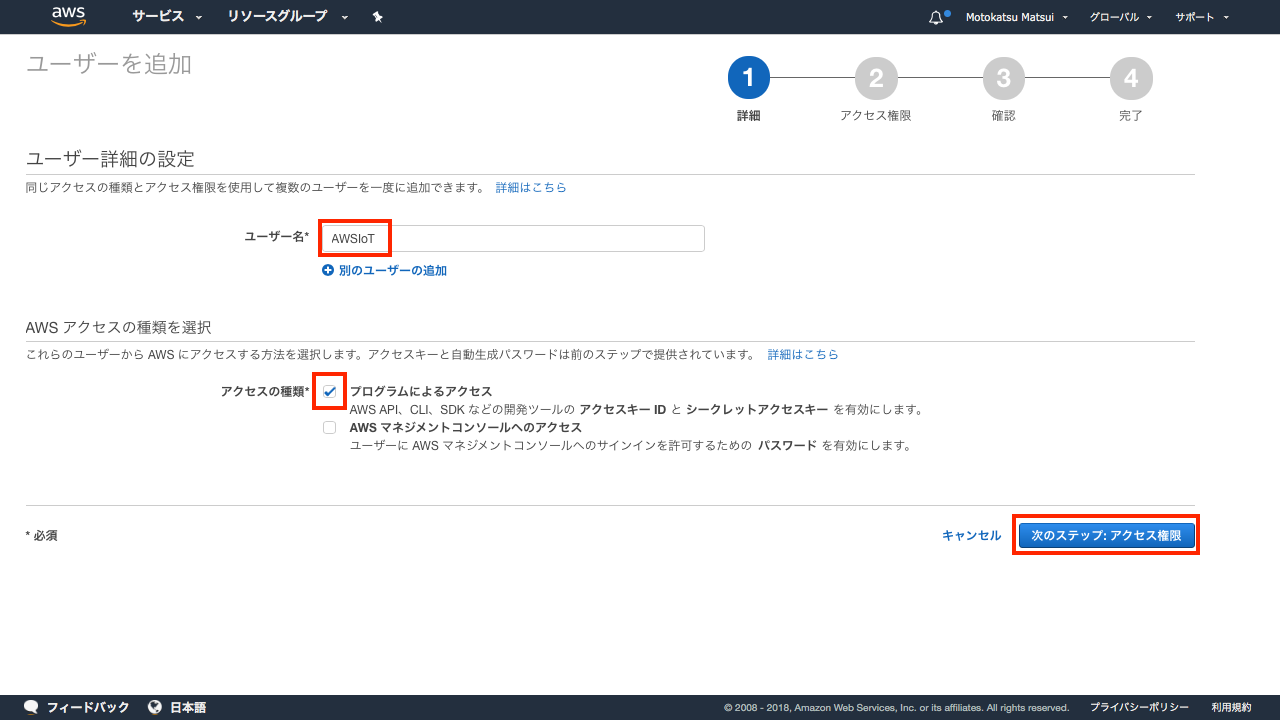 aws サービス リソースグループ Motokatsu Matsui グローバル サポート
ユーザーを追加
1 2 3 4
詳細 アクセス権限 確認 完了
ユーザー詳細の設定
同じアクセスの種類とアクセス権限を使用して複数のユーザーを一度に追加できます。 詳細はこちら
ユーザー名* AWSIoT
別のユーザーの追加
AWS アクセスの種類を選択
これらのユーザーから AWS にアクセスする方法を選択します。アクセスキーと自動生成パスワードは前のステップで提供されています。 詳細はこちら
アクセスの種類* プログラムによるアクセス
AWS API、CLI、SDK などの開発ツールの アクセスキー ID と シークレットアクセスキー を有効にします。
AWS マネジメントコンソールへのアクセス
ユーザーに AWS マネジメントコンソールへのサインインを許可するための パスワード を有効にします。
* 必須 キャンセル 次のステップ: アクセス権限
フィードバック 日本語 © 2008 - 2018, Amazon Web Services, Inc. or its affiliates. All rights reserved. プライバシーポリシー 利用規約